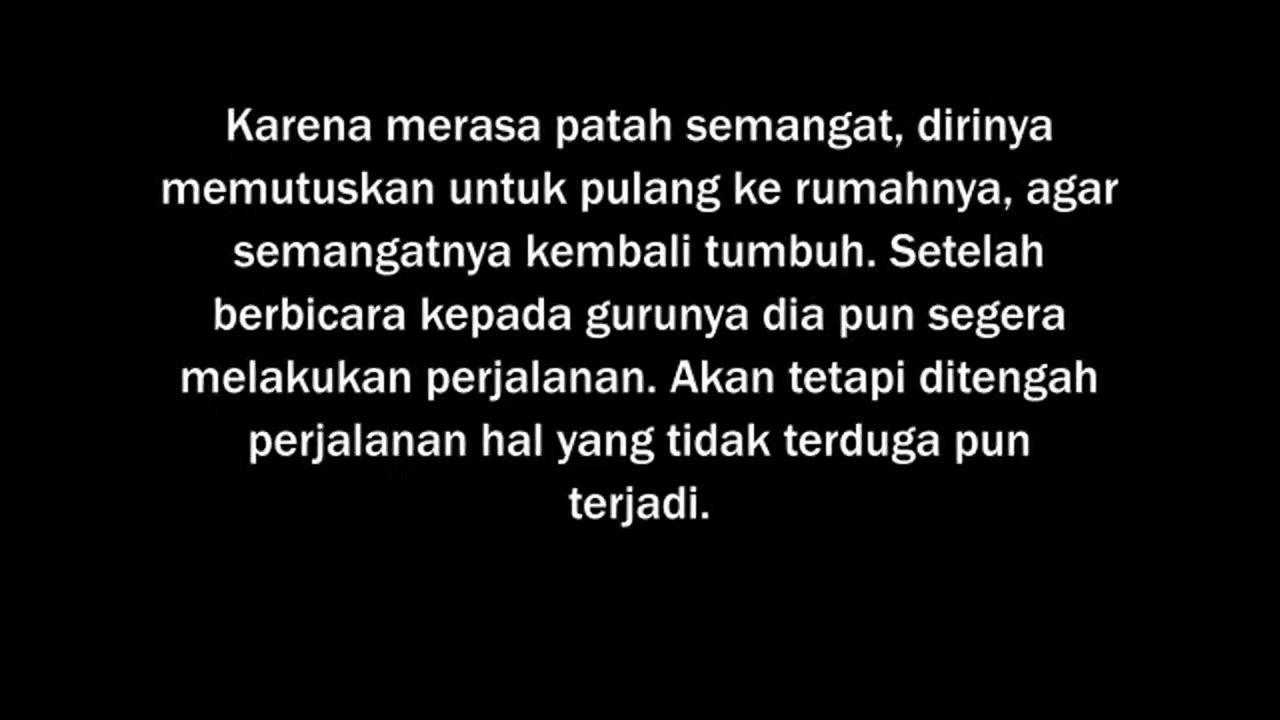 Karena merasa patah semangat, dirinya
memutuskan untuk pulang ke rumahnya, agar
semangatnya kembali tumbuh. Setelah
berbicara kepada gurunya dia pun segera
melakukan perjalanan. Akan tetapi ditengah
perjalanan hal yang tidak terduga pun
terjadi.